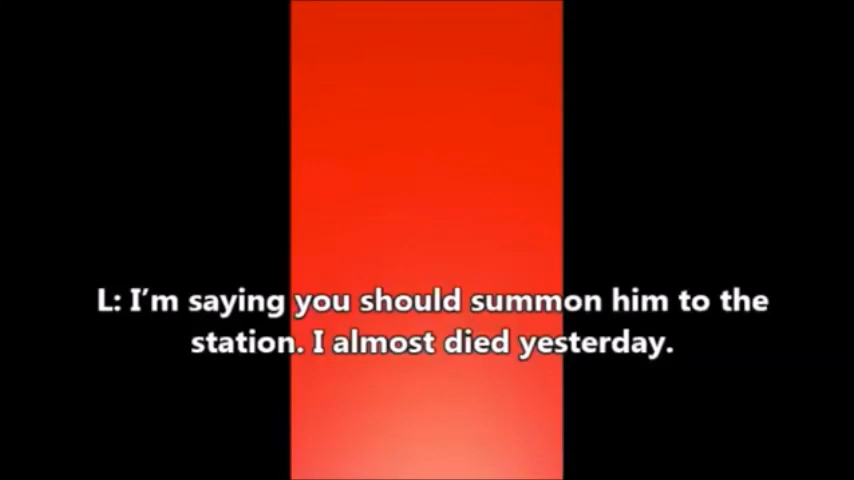 L: I'm saying you should summon him to the
station. I almost died yesterday.